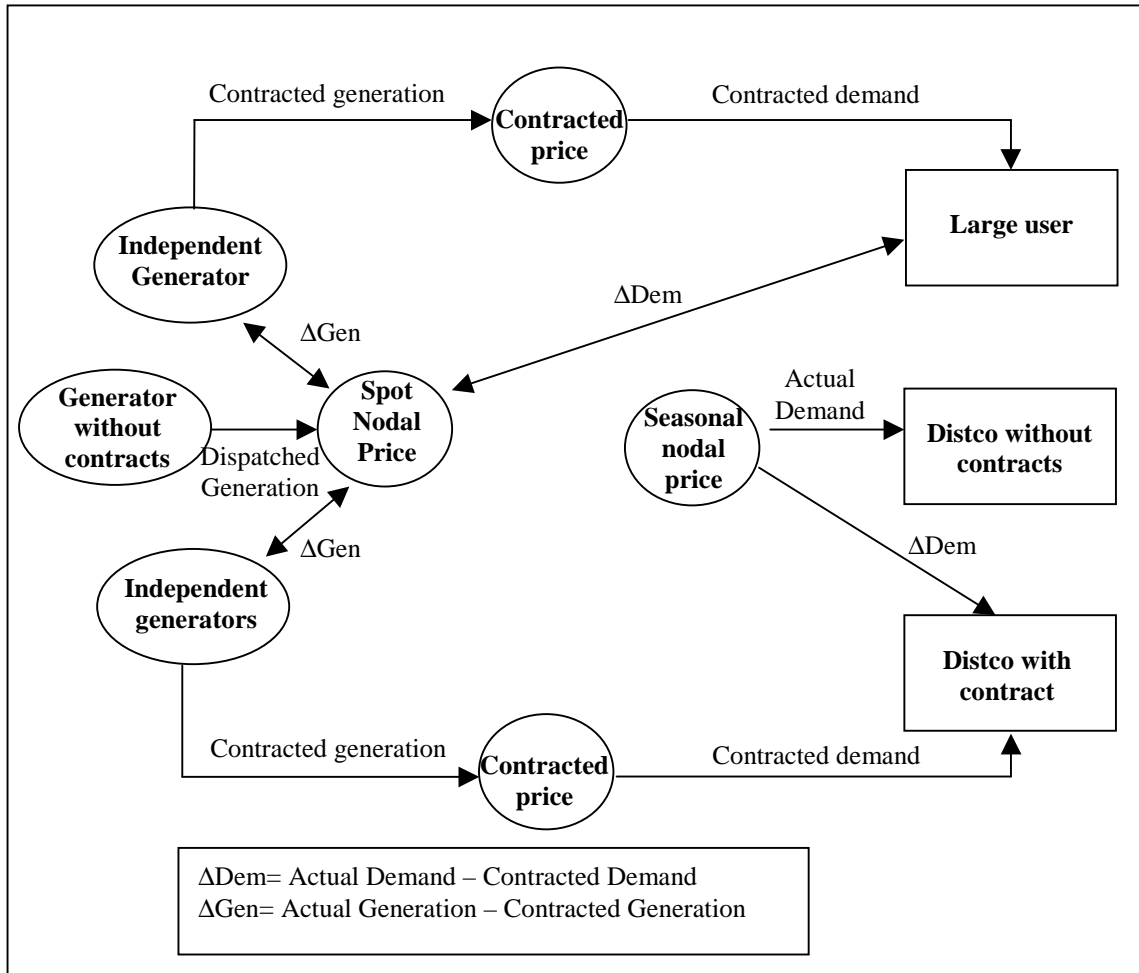 Contracted generation
Contracted demand
Contracted
price
Large user
Independent
Generator
ΔDem
ΔGen
Spot
Nodal
Price
Generator
without
contracts
Dispatched
Generation
Actual
Demand
Seasonal
nodal
price
Distco without
contracts
ΔGen
ΔDem
Independent
generators
Distco with
contract
Contracted generation
Contracted demand
Contracted
price
ΔDem= Actual Demand – Contracted Demand
ΔGen= Actual Generation – Contracted Generation